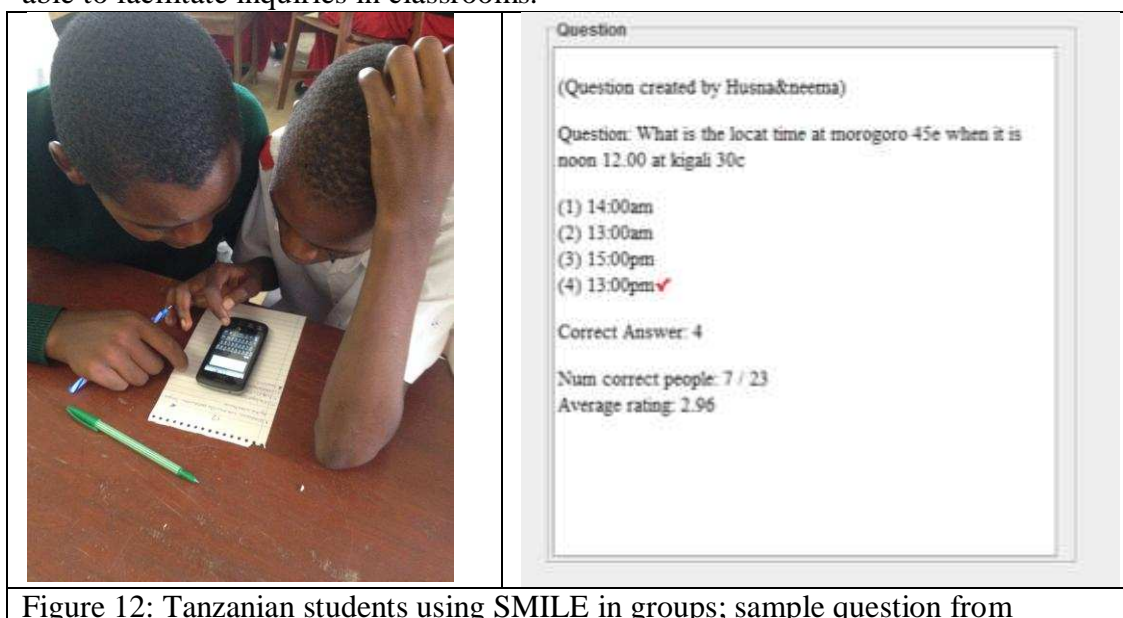 able to facilitate inquiries in classrooms.
Question
(Question created by Husna&neema)
Question: What is the locat time at morogoro 45e when it is
noon 12.00 at kigali 30c
(1) 14:00am
(2) 13:00am
(3) 15:00pm
(4) 13:00pm✔
Correct Answer: 4
Num correct people: 7 / 23
Average rating: 2.96
Figure 12: Tanzanian students using SMILE in groups; sample question from